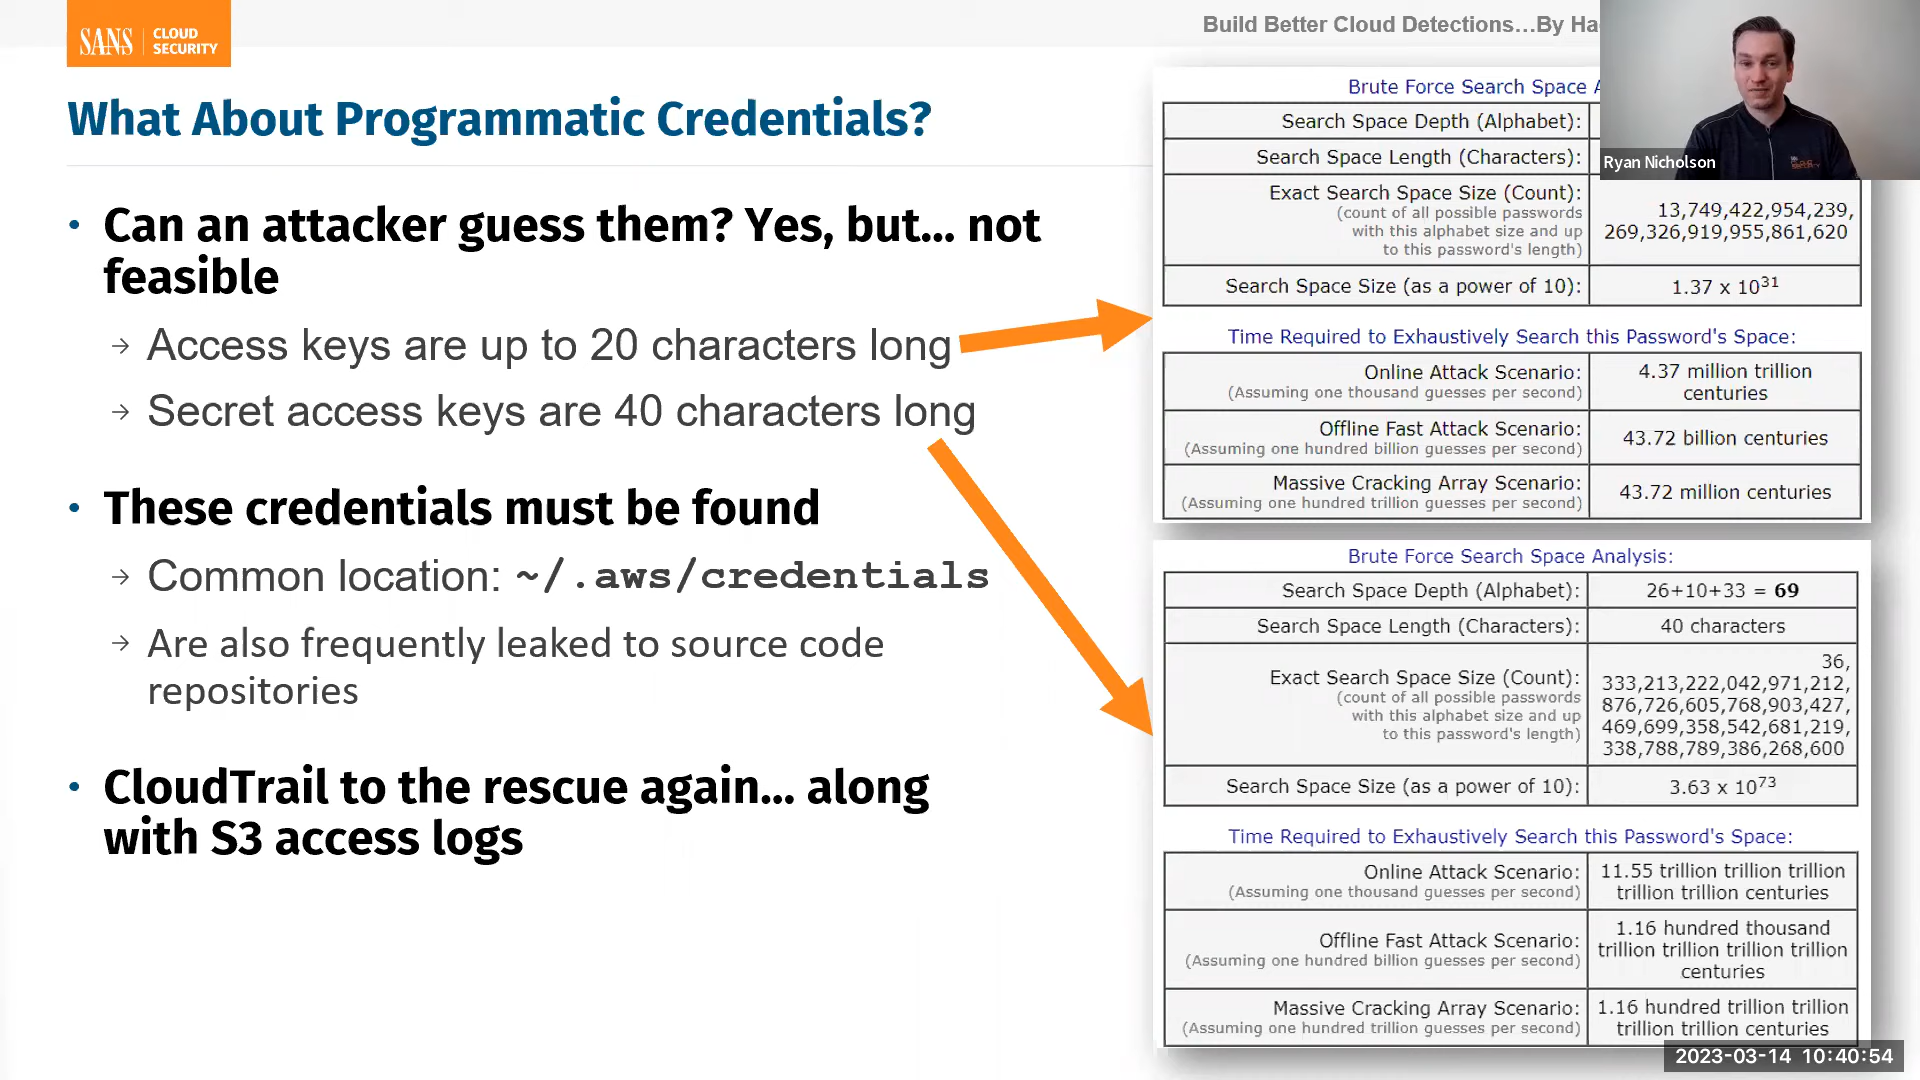 SANS
CLOUD
SECURITY
Build Better Cloud Detections…By Ha
What About Programmatic Credentials?
• Can an attacker guess them? Yes, but… not
feasible
→ Access keys are up to 20 characters long
→ Secret access keys are 40 characters long
• These credentials must be found
→ Common location: ~/.aws/credentials
→ Are also frequently leaked to source code
repositories
• CloudTrail to the rescue again… along
with S3 access logs
Brute Force Search Space
Search Space Depth (Alphabet):
Search Space Length (Characters):
Exact Search Space Size (Count):
(count of all possible passwords
with this alphabet size and up
to this password's length)
13,749,422,954,239,
269,326,919,955,861,620
Search Space Size (as a power of 10): 1.37 x 10³¹
Time Required to Exhaustively Search this Password's Space:
Online Attack Scenario:
(Assuming one thousand guesses per second)
4.37 million trillion
centuries
Offline Fast Attack Scenario:
(Assuming one hundred billion guesses per second)
43.72 billion centuries
Massive Cracking Array Scenario:
(Assuming one hundred trillion guesses per second)
43.72 million centuries
Brute Force Search Space Analysis:
Search Space Depth (Alphabet): 26+10+33 = 69
Search Space Length (Characters): 40 characters
Exact Search Space Size (Count):
(count of all possible passwords
with this alphabet size and up
to this password's length)
36,
333,213,222,042,971,212,
876,726,605,768,903,427,
469,699,358,542,681,219,
338,788,789,386,268,600
Search Space Size (as a power of 10): 3.63 x 10⁷³
Time Required to Exhaustively Search this Password's Space:
Online Attack Scenario:
(Assuming one thousand guesses per second)
11.55 trillion trillion trillion
trillion trillion centuries
Offline Fast Attack Scenario:
(Assuming one hundred billion guesses per second)
1.16 hundred thousand
trillion trillion trillion trillion
centuries
Massive Cracking Array Scenario:
(Assuming one hundred trillion guesses per second)
1.16 hundred trillion trillion
trillion trillion centuries
Ryan Nicholson
2023-03-14 10:40:54